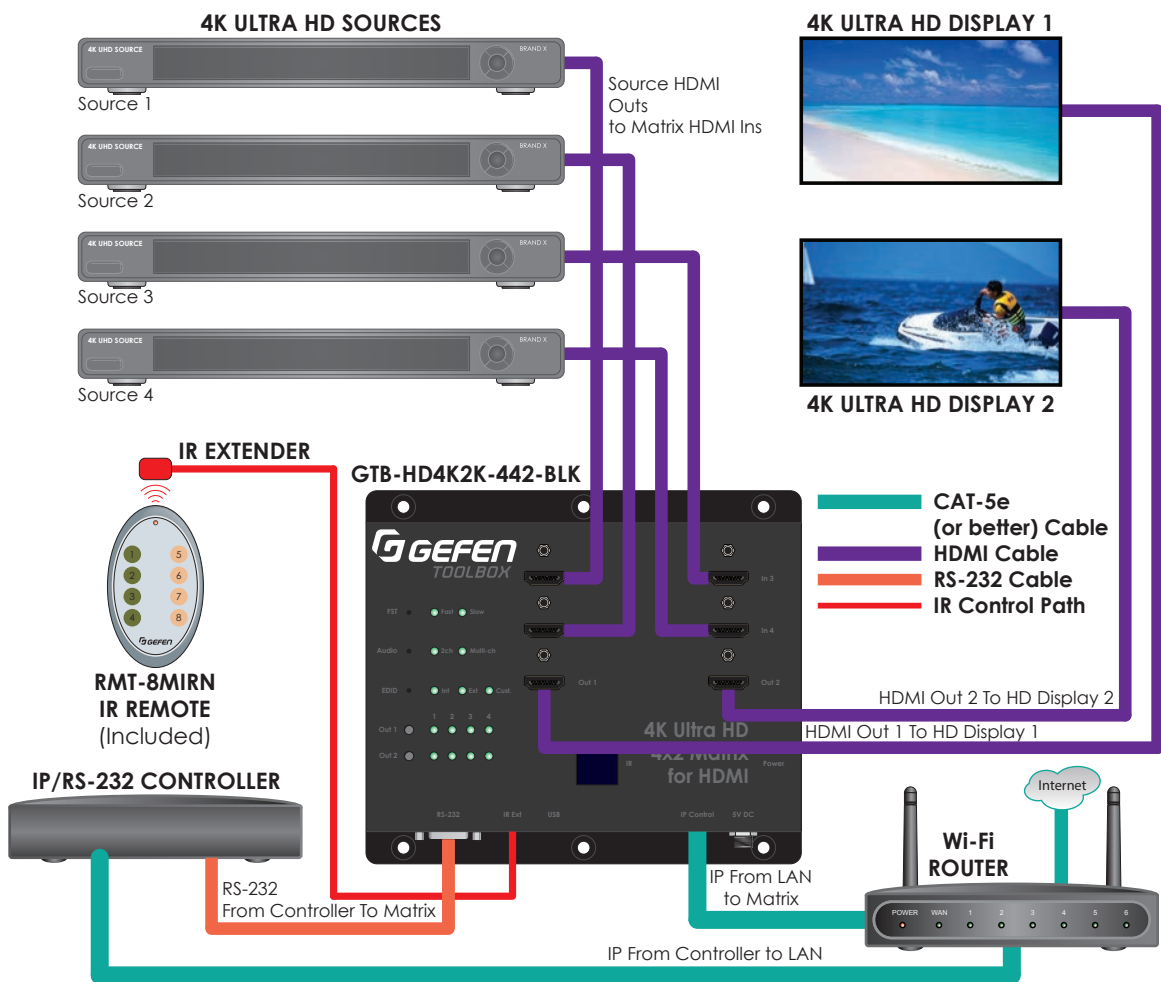 4K ULTRA HD SOURCES
4K UHD SOURCE
BRAND X
Source 1
4K UHD SOURCE
BRAND X
Source 2
4K UHD SOURCE
BRAND X
Source 3
4K UHD SOURCE
BRAND X
Source 4
Source HDMI
Outs
to Matrix HDMI Ins
4K ULTRA HD DISPLAY 1
4K ULTRA HD DISPLAY 2
IR EXTENDER
1
5
2
6
3
7
4
8
GEFEN
RMT-8MIRN
IR REMOTE
(Included)
GTB-HD4K2K-442-BLK
GEFEN
TOOLBOX
In 3
In 4
FST
Fast
Slow
Audio
2ch
Multi-ch
EDID
Int
Ext
Cust.
Out 1
Out 2
1 2 3 4
Out 1
Out 2
4K Ultra HD
4x2 Matrix
for HDMI
IR
Power
RS-232
IR Ext
USB
IP Control
5V DC
CAT-5e
(or better) Cable
HDMI Cable
RS-232 Cable
IR Control Path
HDMI Out 2 To HD Display 2
HDMI Out 1 To HD Display 1
IP/RS-232 CONTROLLER
RS-232
From Controller To Matrix
IP From LAN
to Matrix
Internet
Wi-Fi
ROUTER
POWER WAN 1 2 3 4 5 6
IP From Controller to LAN